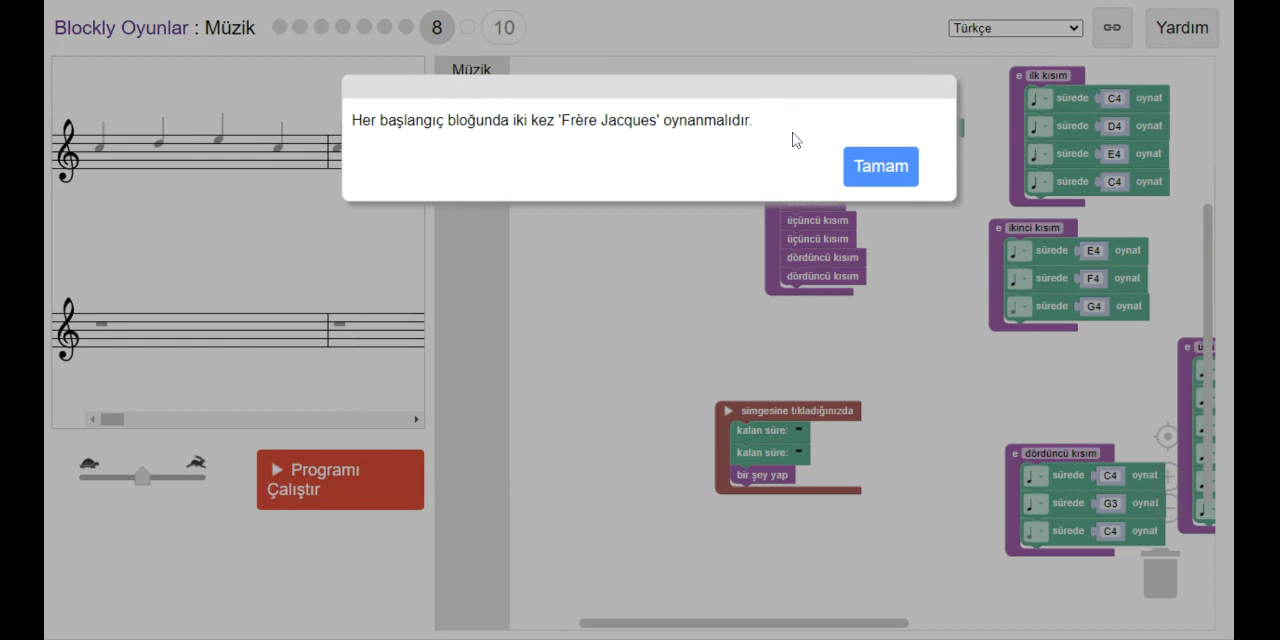 Blockly Oyunlar : Müzik
8
10
Türkçe
Yardım
Müzik
Her başlangıç bloğunda iki kez 'Frère Jacques' oynanmalıdır.
Tamam
e ilk kısım
sürede C4 oynat
sürede D4 oynat
sürede E4 oynat
sürede C4 oynat
üçüncü kısım
üçüncü kısım
dördüncü kısım
dördüncü kısım
e ikinci kısım
sürede E4 oynat
sürede F4 oynat
sürede G4 oynat
e
simgesine tıkladığınızda
kalan süre:
kalan süre:
bir şey yap
e dördüncü kısım
sürede C4 oynat
sürede G3 oynat
sürede C4 oynat
Programı
Çalıştır